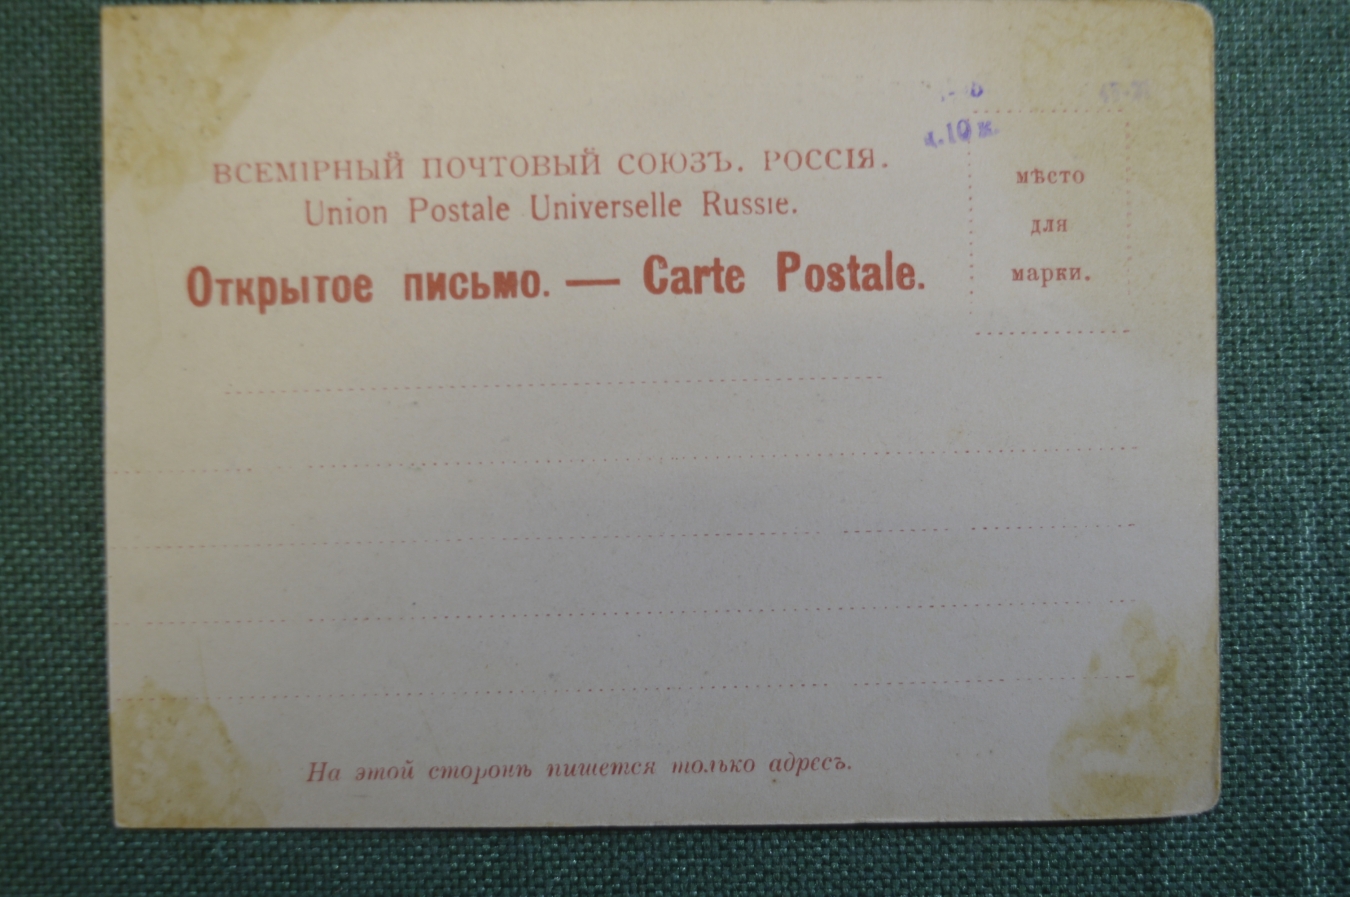 ВСЕМІРНЫЙ ПОЧТОВЫЙ СОЮЗЪ. РОССІЯ.
Union Postale Universelle Russie.
Открытое письмо. — Carte Postale.
мѣсто
для
марки.
На этой сторонѣ пишется только адресъ.